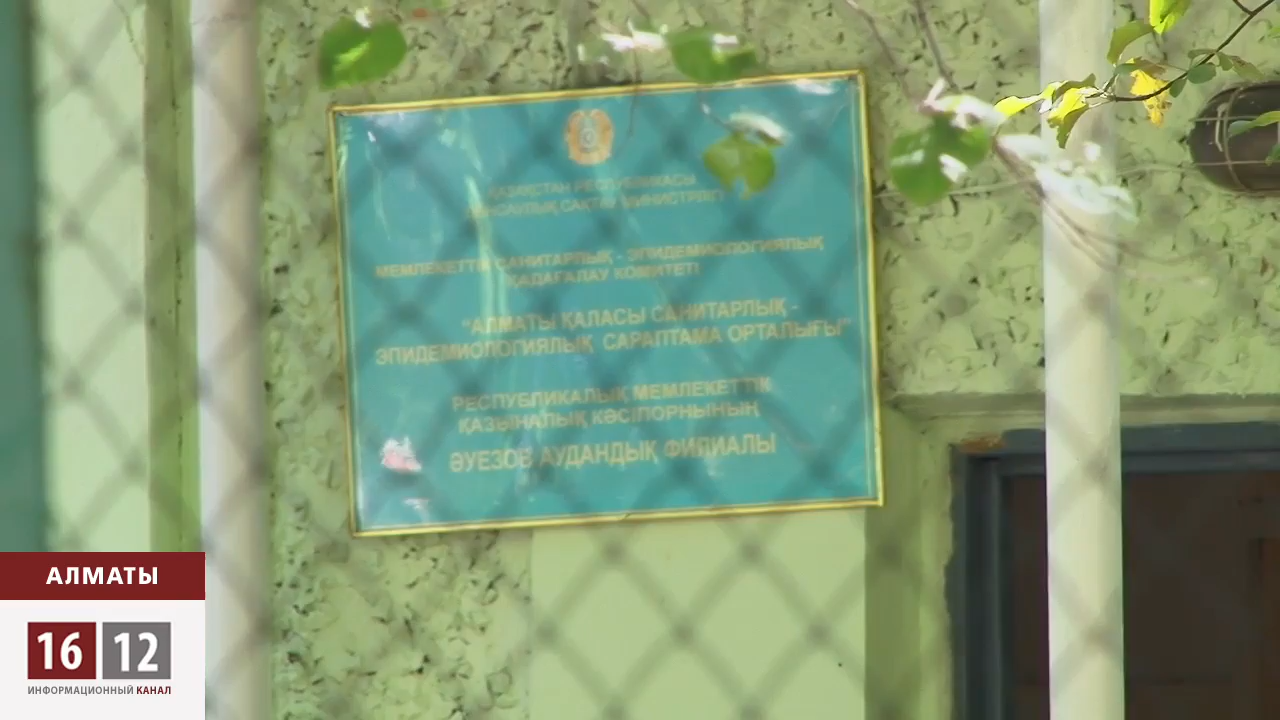 ҚАЗАҚСТАН РЕСПУБЛИКАСЫ
ДЕНСАУЛЫҚ САҚТАУ МИНИСТРЛІГІ
МЕМЛЕКЕТТІК САНИТАРЛЫҚ - ЭПИДЕМИОЛОГИЯЛЫҚ
ҚАДАҒАЛАУ КОМИТЕТІ
"АЛМАТЫ ҚАЛАСЫ САНИТАРЛЫҚ -
ЭПИДЕМИОЛОГИЯЛЫҚ САРАПТАМА ОРТАЛЫҒЫ"
РЕСПУБЛИКАЛЫҚ МЕМЛЕКЕТТІК
ҚАЗЫНАЛЫҚ КӘСІПОРНЫНЫҢ
ӘУЕЗОВ АУДАНДЫҚ ФИЛИАЛЫ
АЛМАТЫ
16 12
ИНФОРМАЦИОННЫЙ КАНАЛ